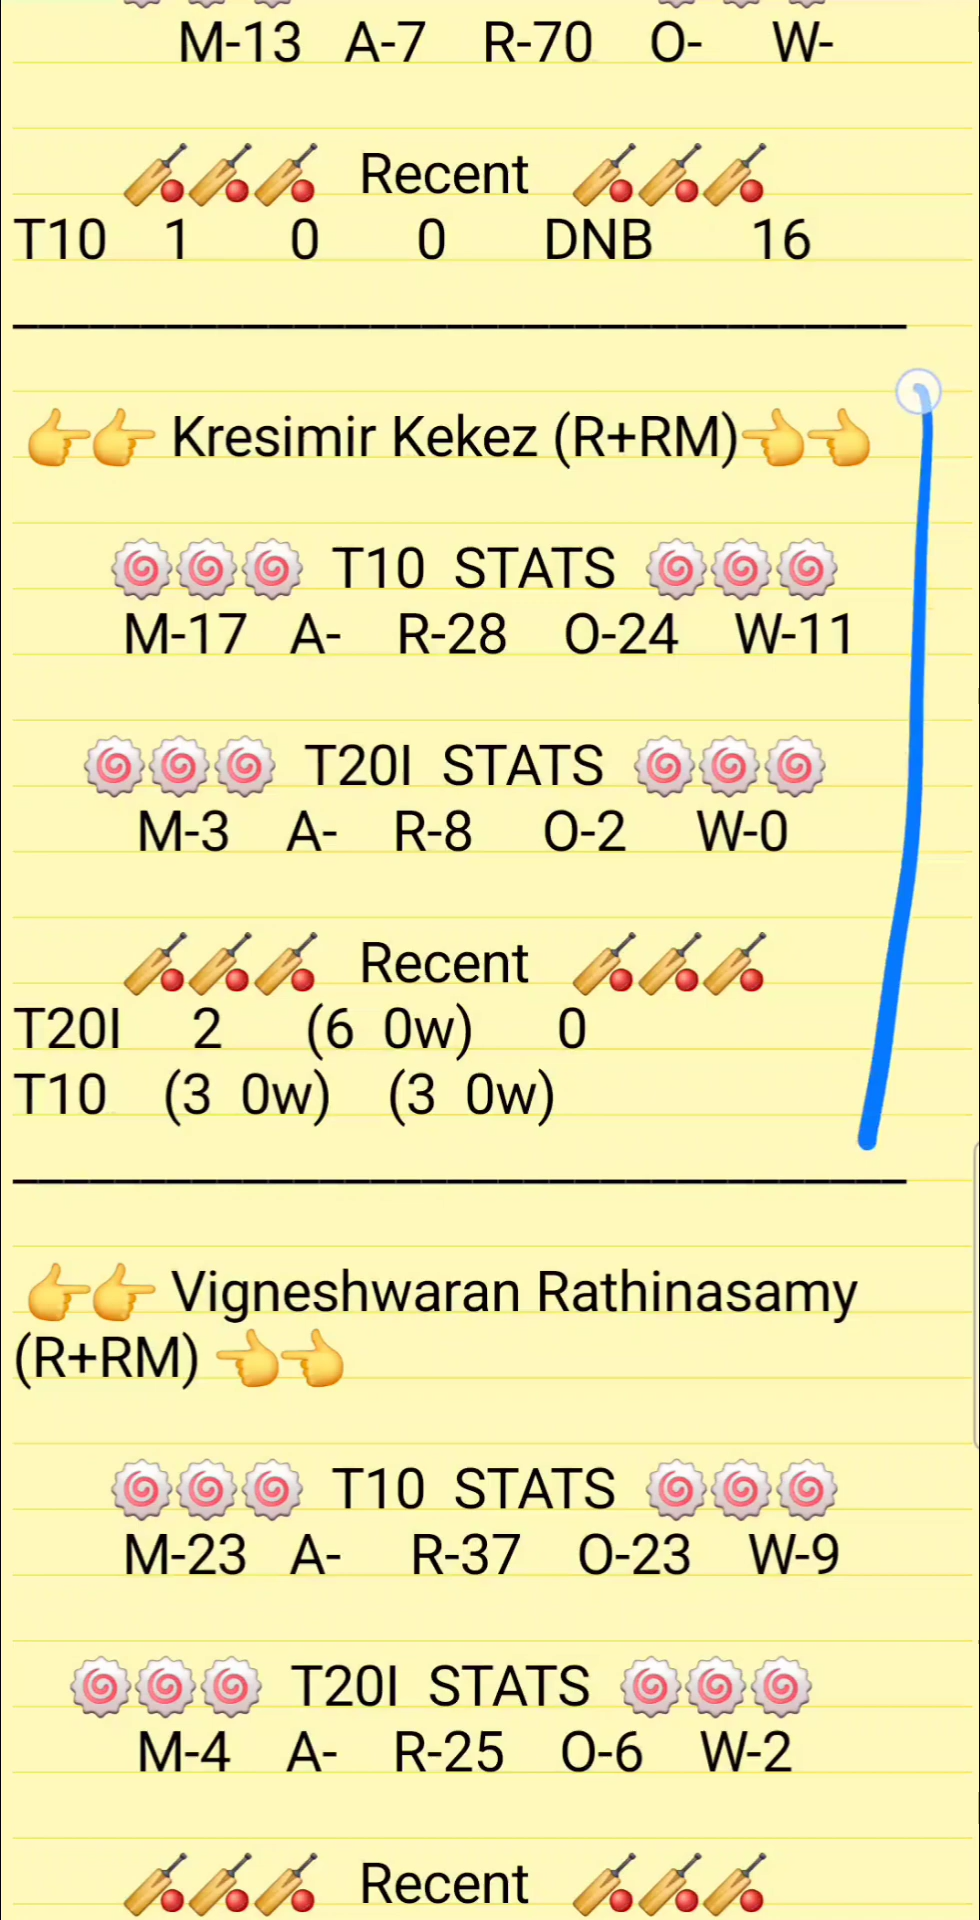 M-13 A-7 R-70 O- W-
Recent
T10 1 0 0 DNB 16
Kresimir Kekez (R+RM)
T10 STATS
M-17 A- R-28 O-24 W-11
T20I STATS
M-3 A- R-8 O-2 W-0
Recent
T20I 2 (6 0w) 0
T10 (3 0w) (3 0w)
Vigneshwaran Rathinasamy
(R+RM)
T10 STATS
M-23 A- R-37 O-23 W-9
T20I STATS
M-4 A- R-25 O-6 W-2
Recent